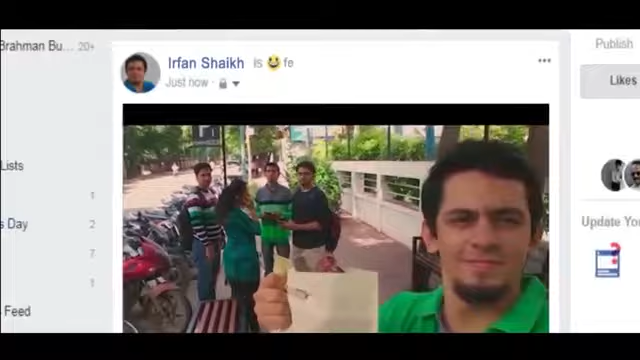 Brahman Bu... 20+
Irfan Shaikh is 😃 fe
Just now
Publish
Likes
Lists
1
s Day 2
7
1
Feed
Update You